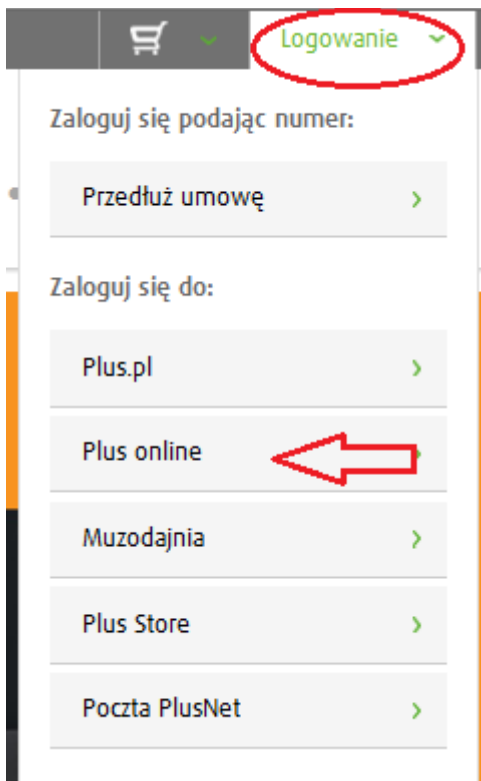 Logowanie
Zaloguj się podając numer:
Przedłuż umowę
Zaloguj się do:
Plus.pl
Plus online
Muzodajnia
Plus Store
Poczta PlusNet